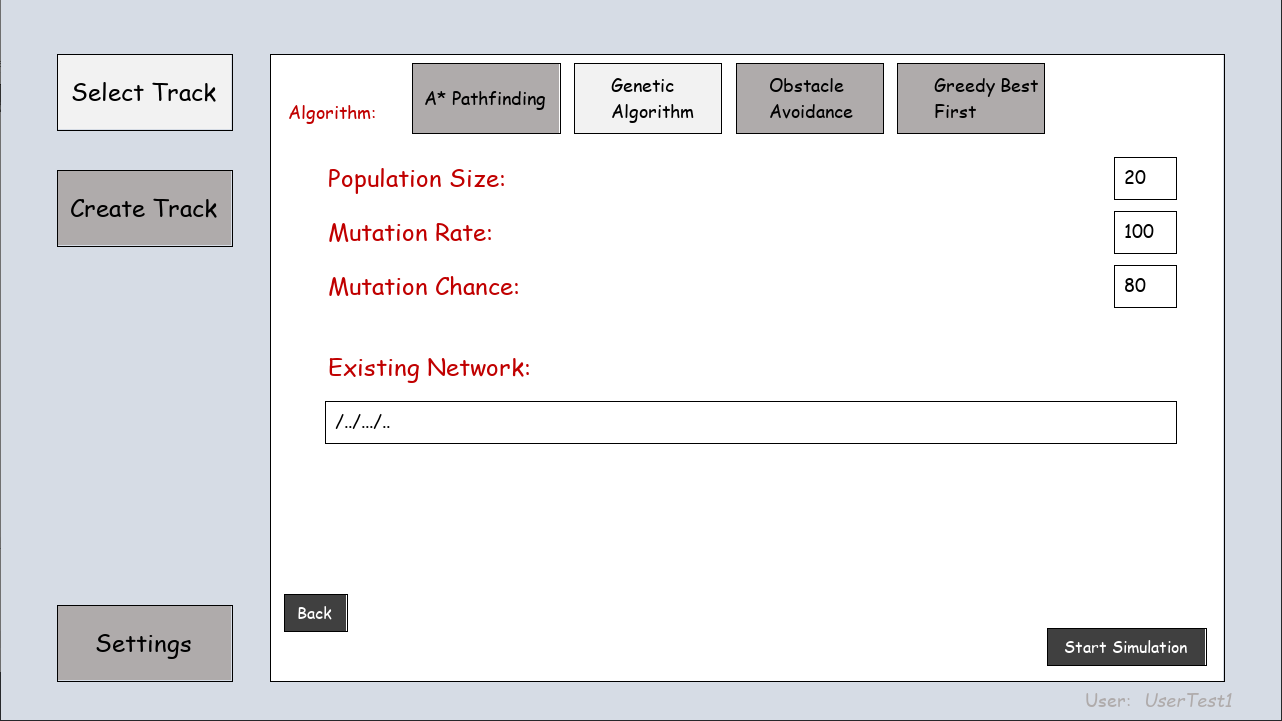 Select Track
Create Track
Settings
Algorithm:
A* Pathfinding
Genetic
Algorithm
Obstacle
Avoidance
Greedy Best
First
Population Size:
20
Mutation Rate:
100
Mutation Chance:
80
Existing Network:
/../.../..
Back
Start Simulation
User: UserTest1